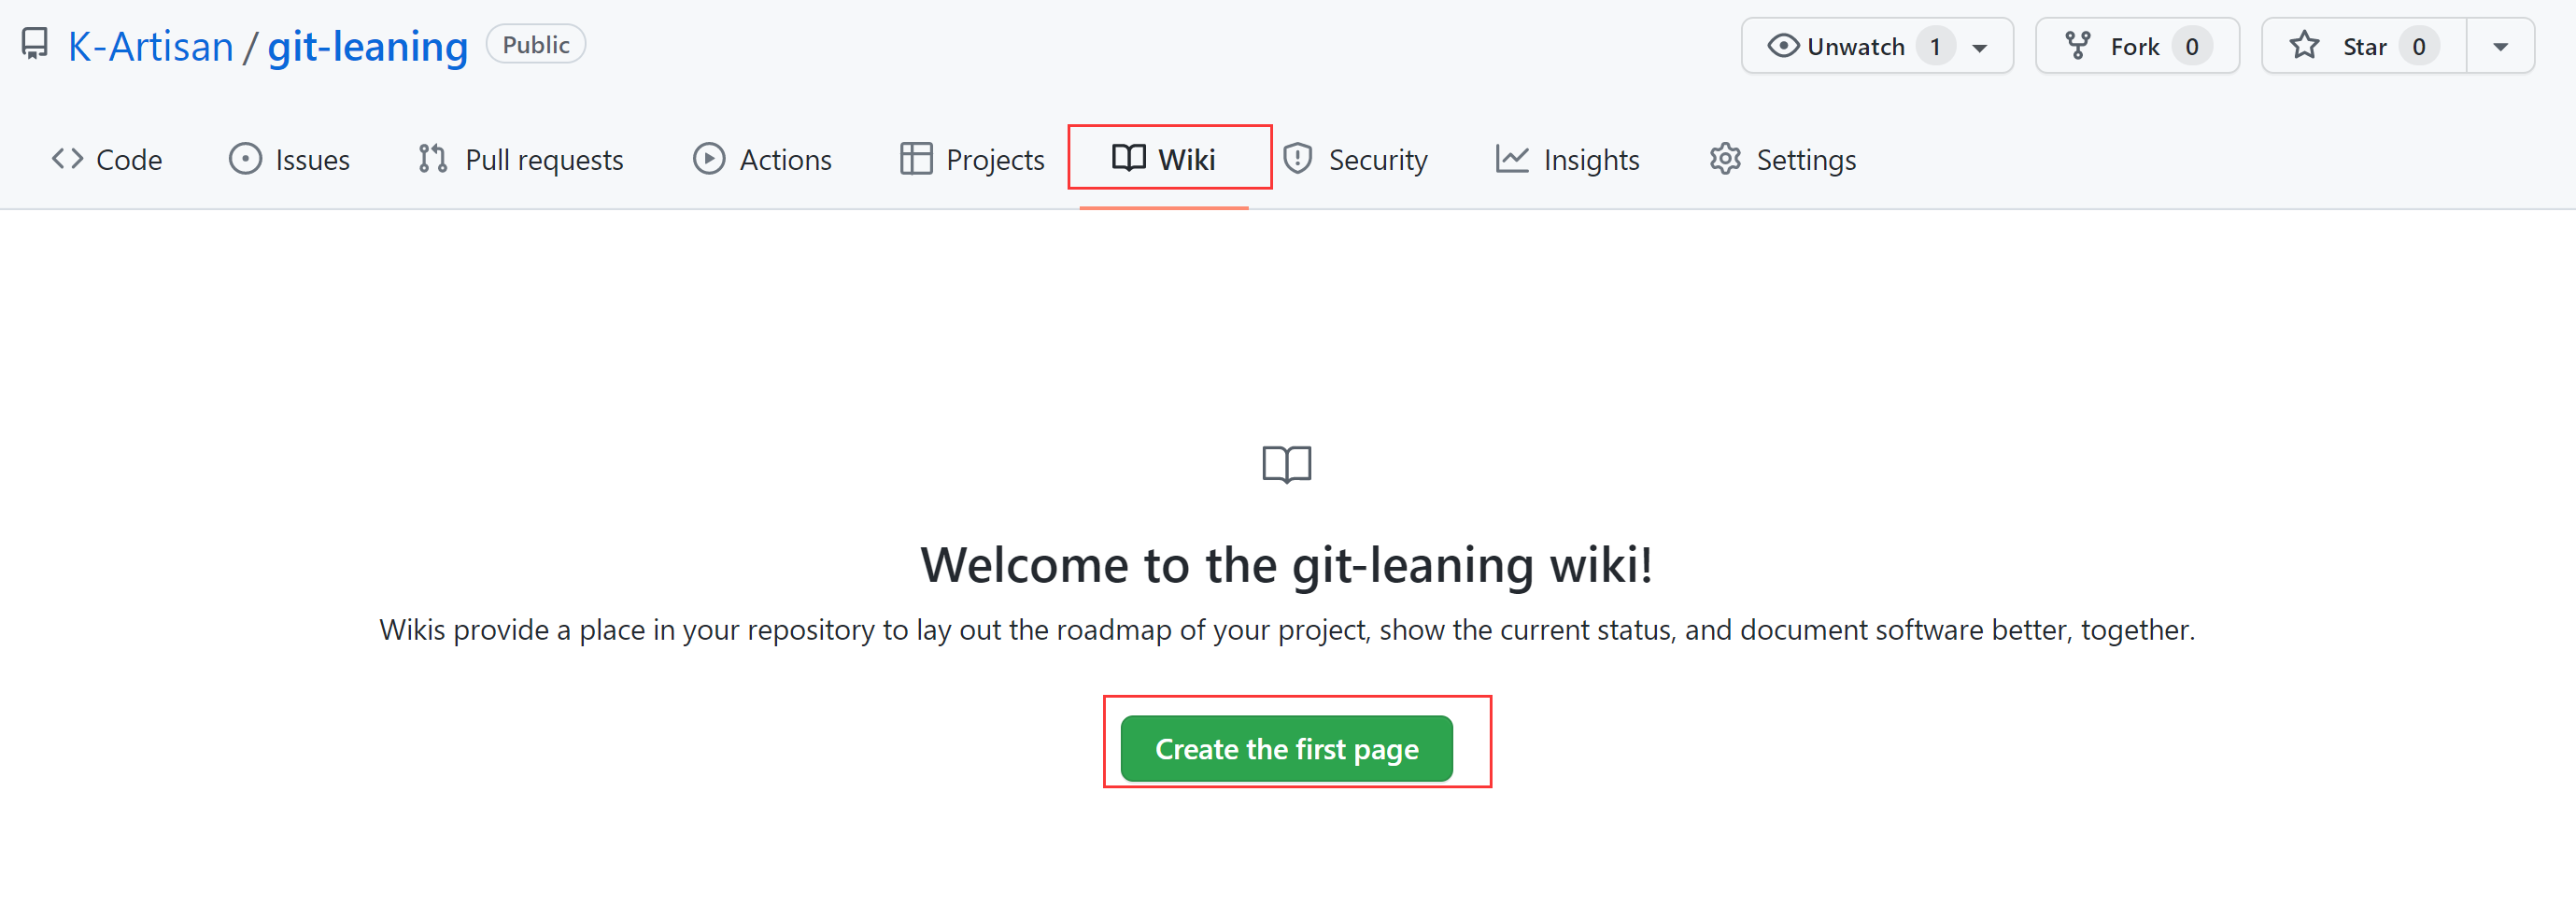 K-Artisan / git-leaning Public Unwatch 1 Fork 0 Star 0
Code Issues Pull requests Actions Projects Wiki Security Insights Settings
Welcome to the git-leaning wiki!
Wikis provide a place in your repository to lay out the roadmap of your project, show the current status, and document software better, together.
Create the first page